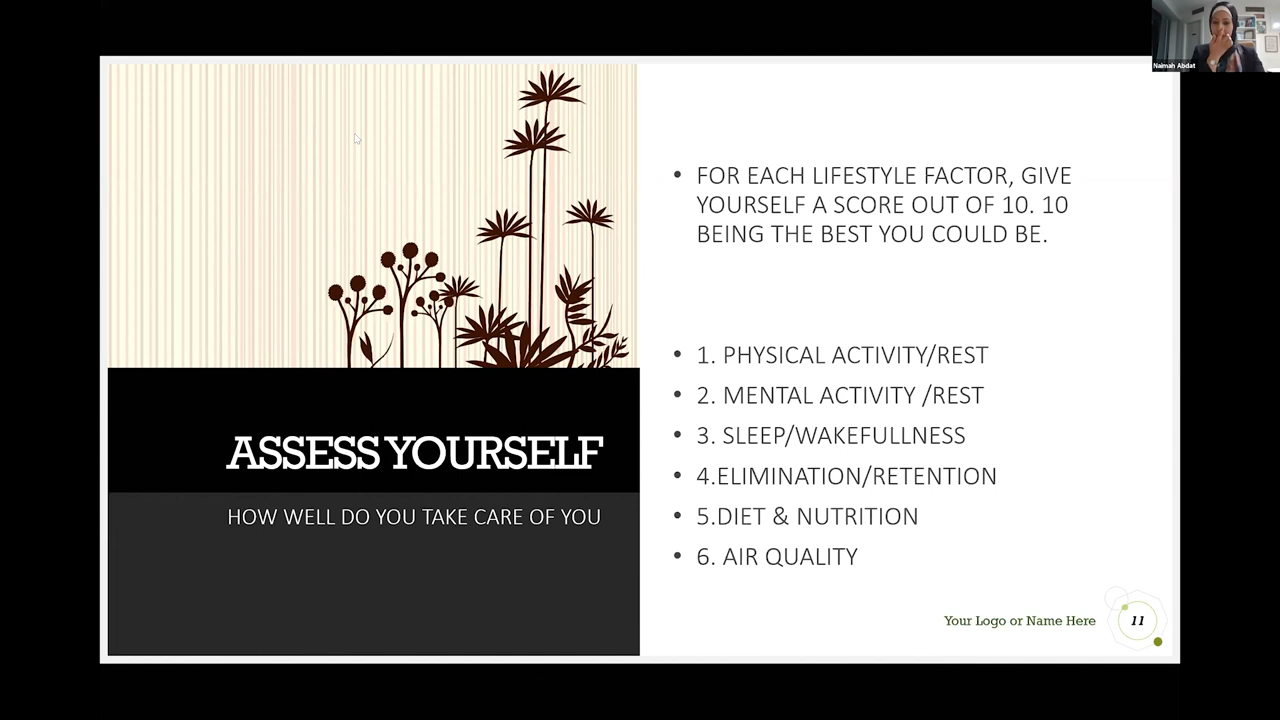 Naimah Abdat
FOR EACH LIFESTYLE FACTOR, GIVE
YOURSELF A SCORE OUT OF 10. 10
BEING THE BEST YOU COULD BE.
1. PHYSICAL ACTIVITY/REST
2. MENTAL ACTIVITY /REST
3. SLEEP/WAKEFULLNESS
4.ELIMINATION/RETENTION
5.DIET & NUTRITION
6. AIR QUALITY
ASSESS YOURSELF
HOW WELL DO YOU TAKE CARE OF YOU
Your Logo or Name Here
11